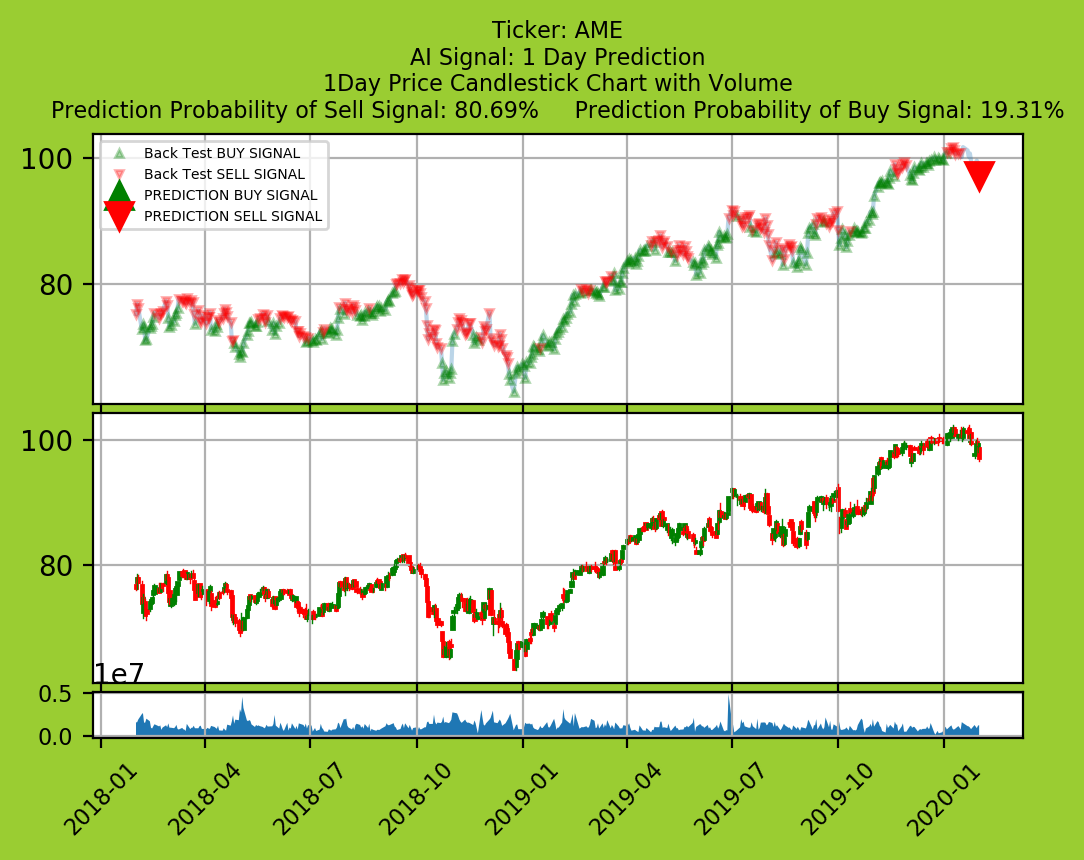 Ticker: AME
AI Signal: 1 Day Prediction
1Day Price Candlestick Chart with Volume
Prediction Probability of Sell Signal: 80.69% Prediction Probability of Buy Signal: 19.31%
100
80
Back Test BUY SIGNAL
Back Test SELL SIGNAL
PREDICTION BUY SIGNAL
PREDICTION SELL SIGNAL
100
80
1e7
0.5
0.0
2018-01 2018-04 2018-07 2018-10 2019-01 2019-04 2019-07 2019-10 2020-01